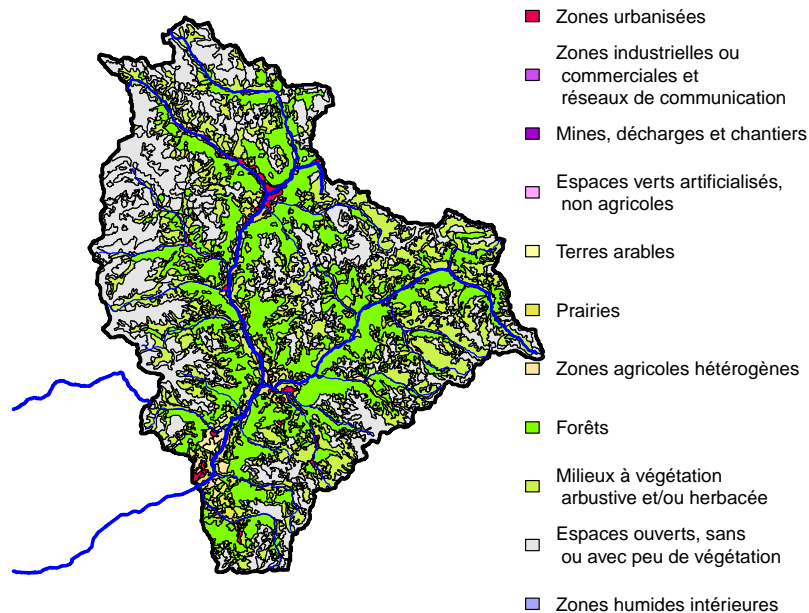 Zones urbanisées
Zones industrielles ou
commerciales et
réseaux de communication
Mines, décharges et chantiers
Espaces verts artificialisés,
non agricoles
Terres arables
Prairies
Zones agricoles hétérogènes
Forêts
Milieux à végétation
arbustive et/ou herbacée
Espaces ouverts, sans
ou avec peu de végétation
Zones humides intérieures